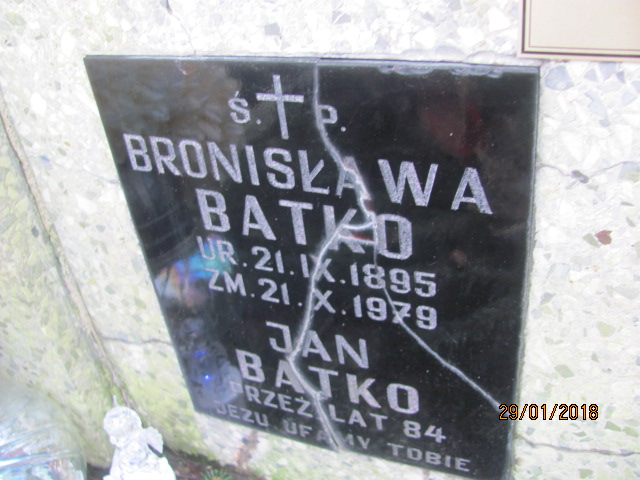 Ś. P.
BRONISŁAWA
BATKO
UR. 21. IX. 1895
ZM. 21. X. 1979
JAN
BATKO
PRZEŻ. LAT 84
JEZU UFAMY TOBIE
29/01/2018